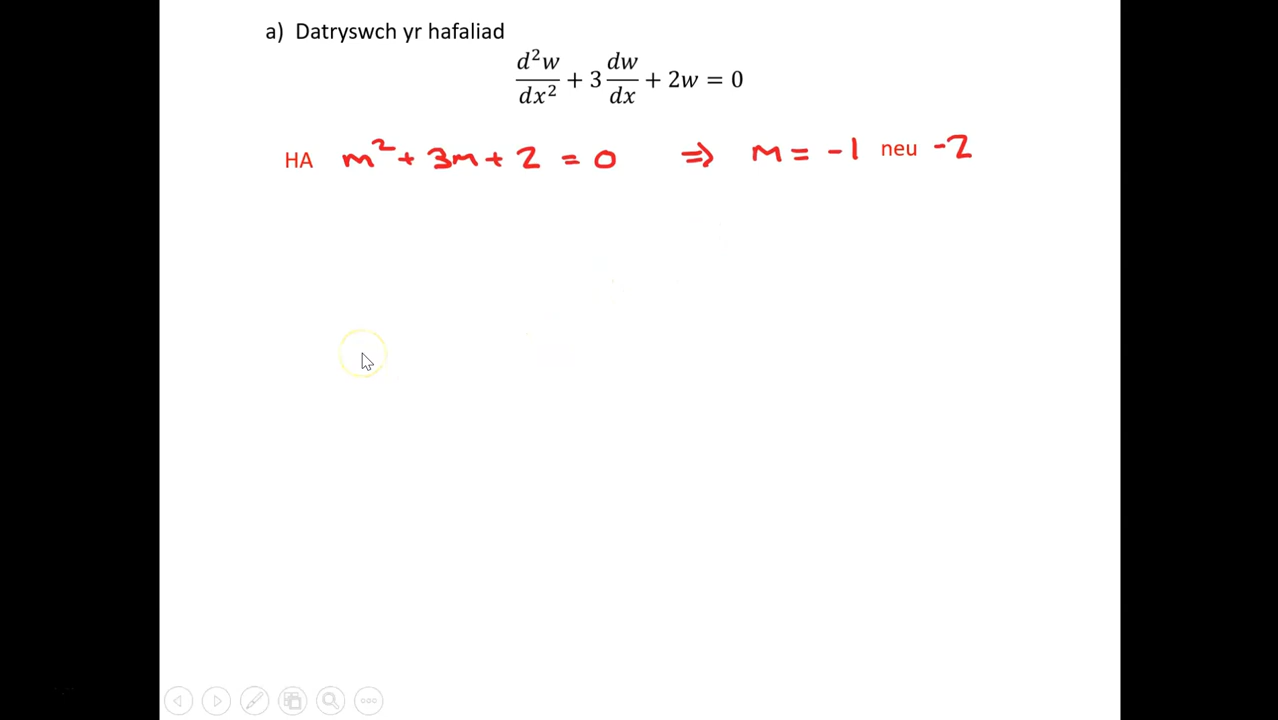 a) Datryswch yr hafaliad
d²w/dx² + 3 dw/dx + 2w = 0
HA m² + 3m + 2 = 0 ⇒ m = -1 neu -2